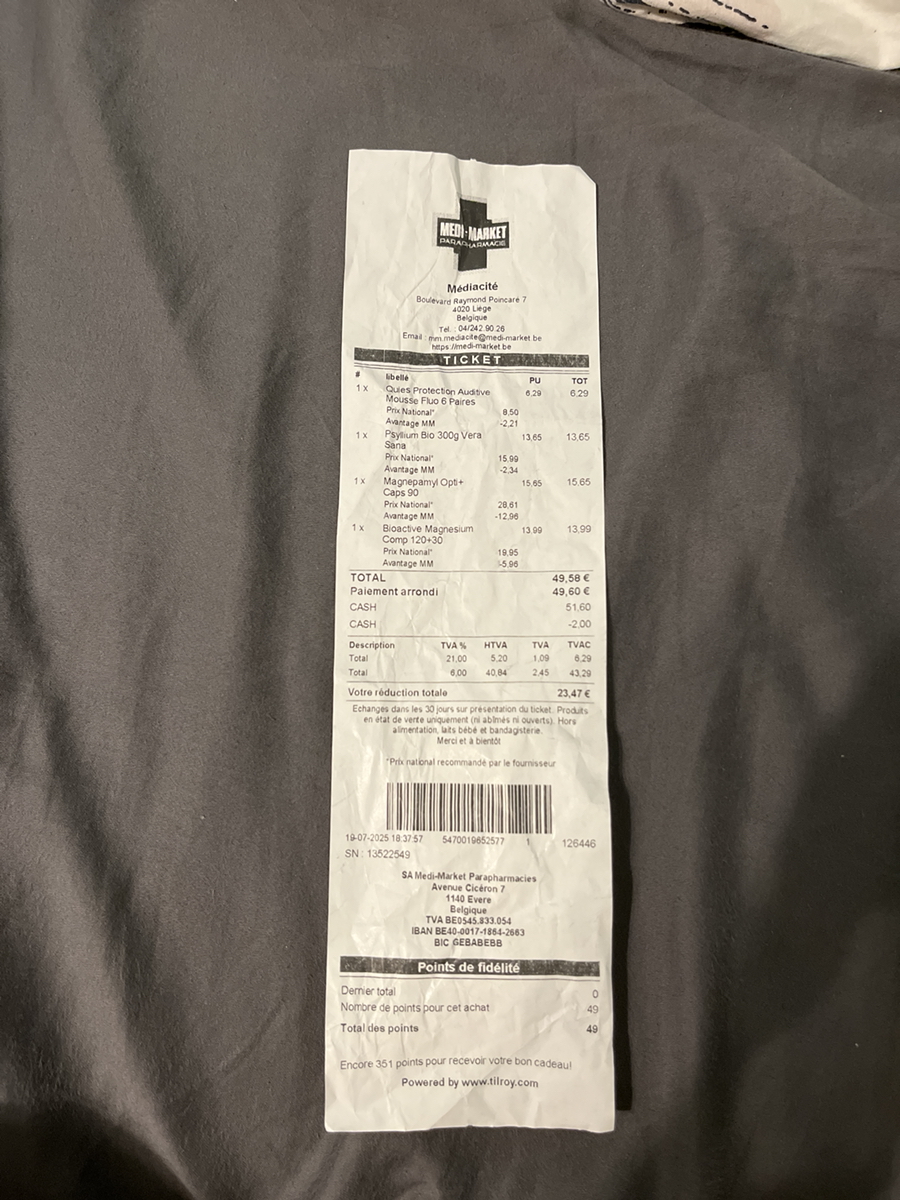 MEDI-MARKET
PARAPHARMACIE
Médiacité
Boulevard Raymond Poincaré 7
4020 Liège
Belgique
Tel. : 04/242.90.26
Email : mm.mediacite@medi-market.be
https://medi-market.be
TICKET
# libellé PU TOT
1 x Quies Protection Auditive 6,29 6,29
Mousse Fluo 6 Paires
Prix National* 8,50
Avantage MM -2,21
1 x Psyllium Bio 300g Vera 13,65 13,65
Sana
Prix National* 15,99
Avantage MM -2,34
1 x Magnepamyl Opti+ 15,65 15,65
Caps 90
Prix National* 28,61
Avantage MM -12,96
1 x Bioactive Magnesium 13,99 13,99
Comp 120+30
Prix National* 19,95
Avantage MM -5,96
TOTAL 49,58 €
Paiement arrondi 49,60 €
CASH 51,60
CASH -2,00
Description TVA % HTVA TVA TVAC
Total 21,00 5,20 1,09 6,29
Total 6,00 40,84 2,45 43,29
Votre réduction totale 23,47 €
Echanges dans les 30 jours sur présentation du ticket. Produits
en état de vente uniquement (ni abîmés ni ouverts). Hors
alimentation, laits bébé et bandagisterie.
Merci et à bientôt
*Prix national recommandé par le fournisseur
19-07-2025 18:37:57 5470019652577 1 126446
SN : 13522549
SA Medi-Market Parapharmacies
Avenue Cicéron 7
1140 Evere
Belgique
TVA BE0545.833.054
IBAN BE40-0017-1864-2663
BIC GEBABEBB
Points de fidélité
Dernier total 0
Nombre de points pour cet achat 49
Total des points 49
Encore 351 points pour recevoir votre bon cadeau!
Powered by www.tilroy.com